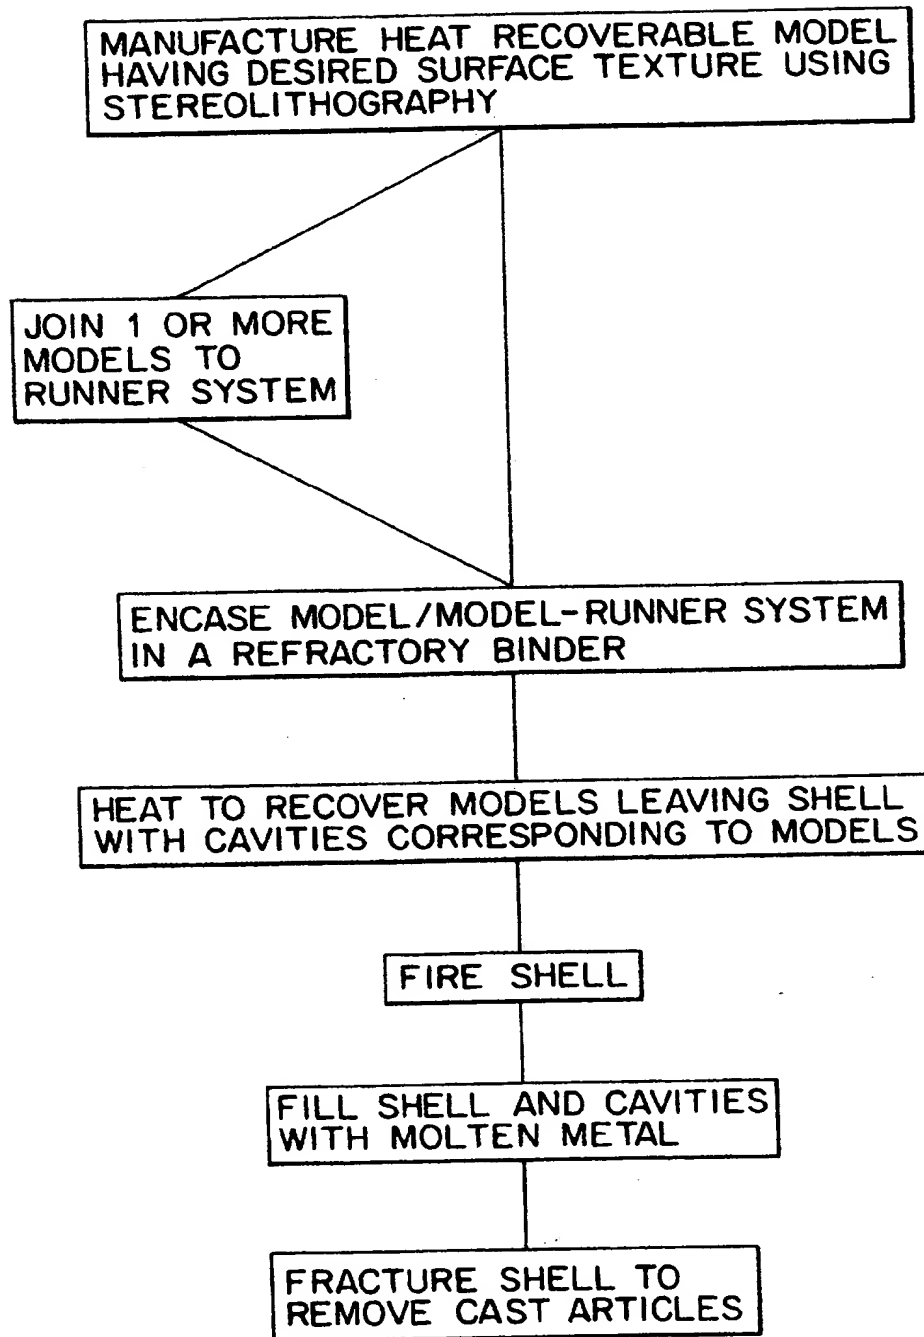 MANUFACTURE HEAT RECOVERABLE MODEL
HAVING DESIRED SURFACE TEXTURE USING
STEREOLITHOGRAPHY
JOIN 1 OR MORE
MODELS TO
RUNNER SYSTEM
ENCASE MODEL/MODEL-RUNNER SYSTEM
IN A REFRACTORY BINDER
HEAT TO RECOVER MODELS LEAVING SHELL
WITH CAVITIES CORRESPONDING TO MODELS
FIRE SHELL
FILL SHELL AND CAVITIES
WITH MOLTEN METAL
FRACTURE SHELL TO
REMOVE CAST ARTICLES